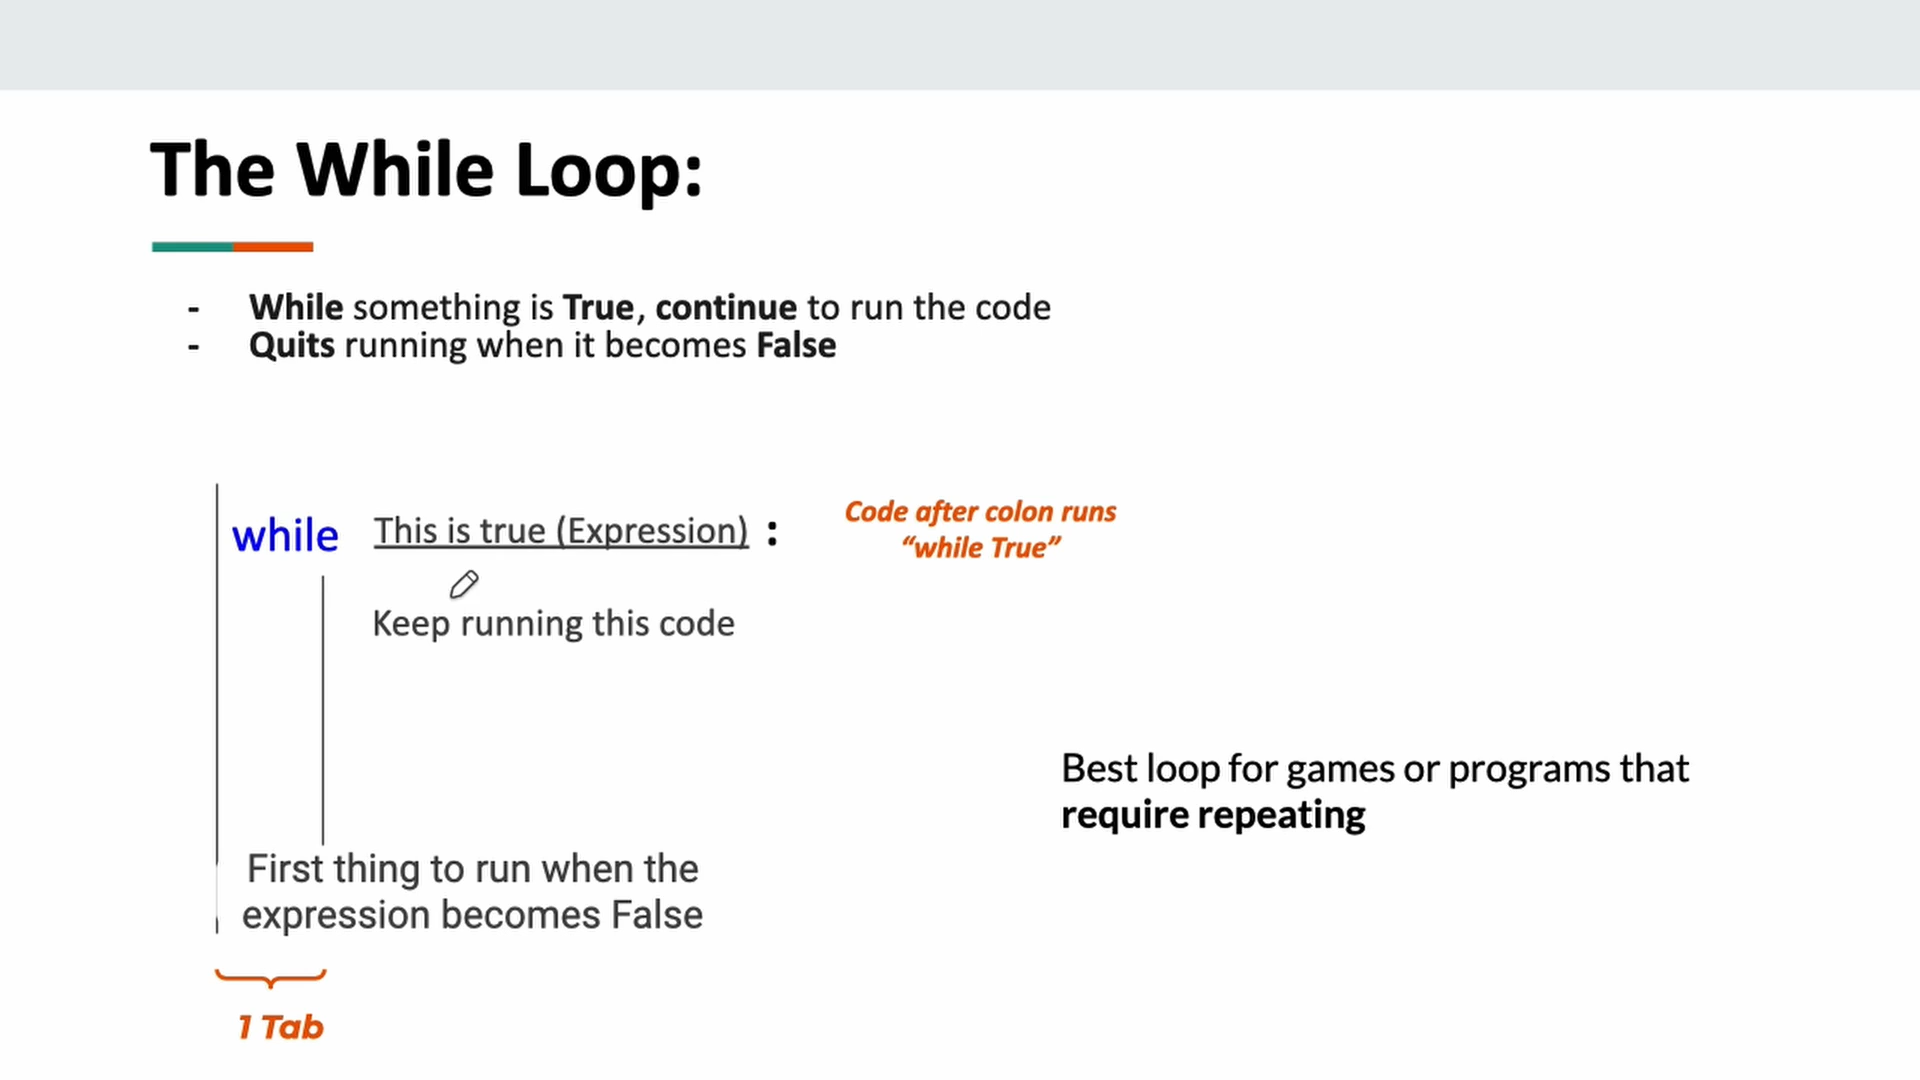 The While Loop:
- While something is True, continue to run the code
- Quits running when it becomes False
while This is true (Expression) :
Code after colon runs
“while True”
Keep running this code
Best loop for games or programs that
require repeating
First thing to run when the
expression becomes False
1 Tab